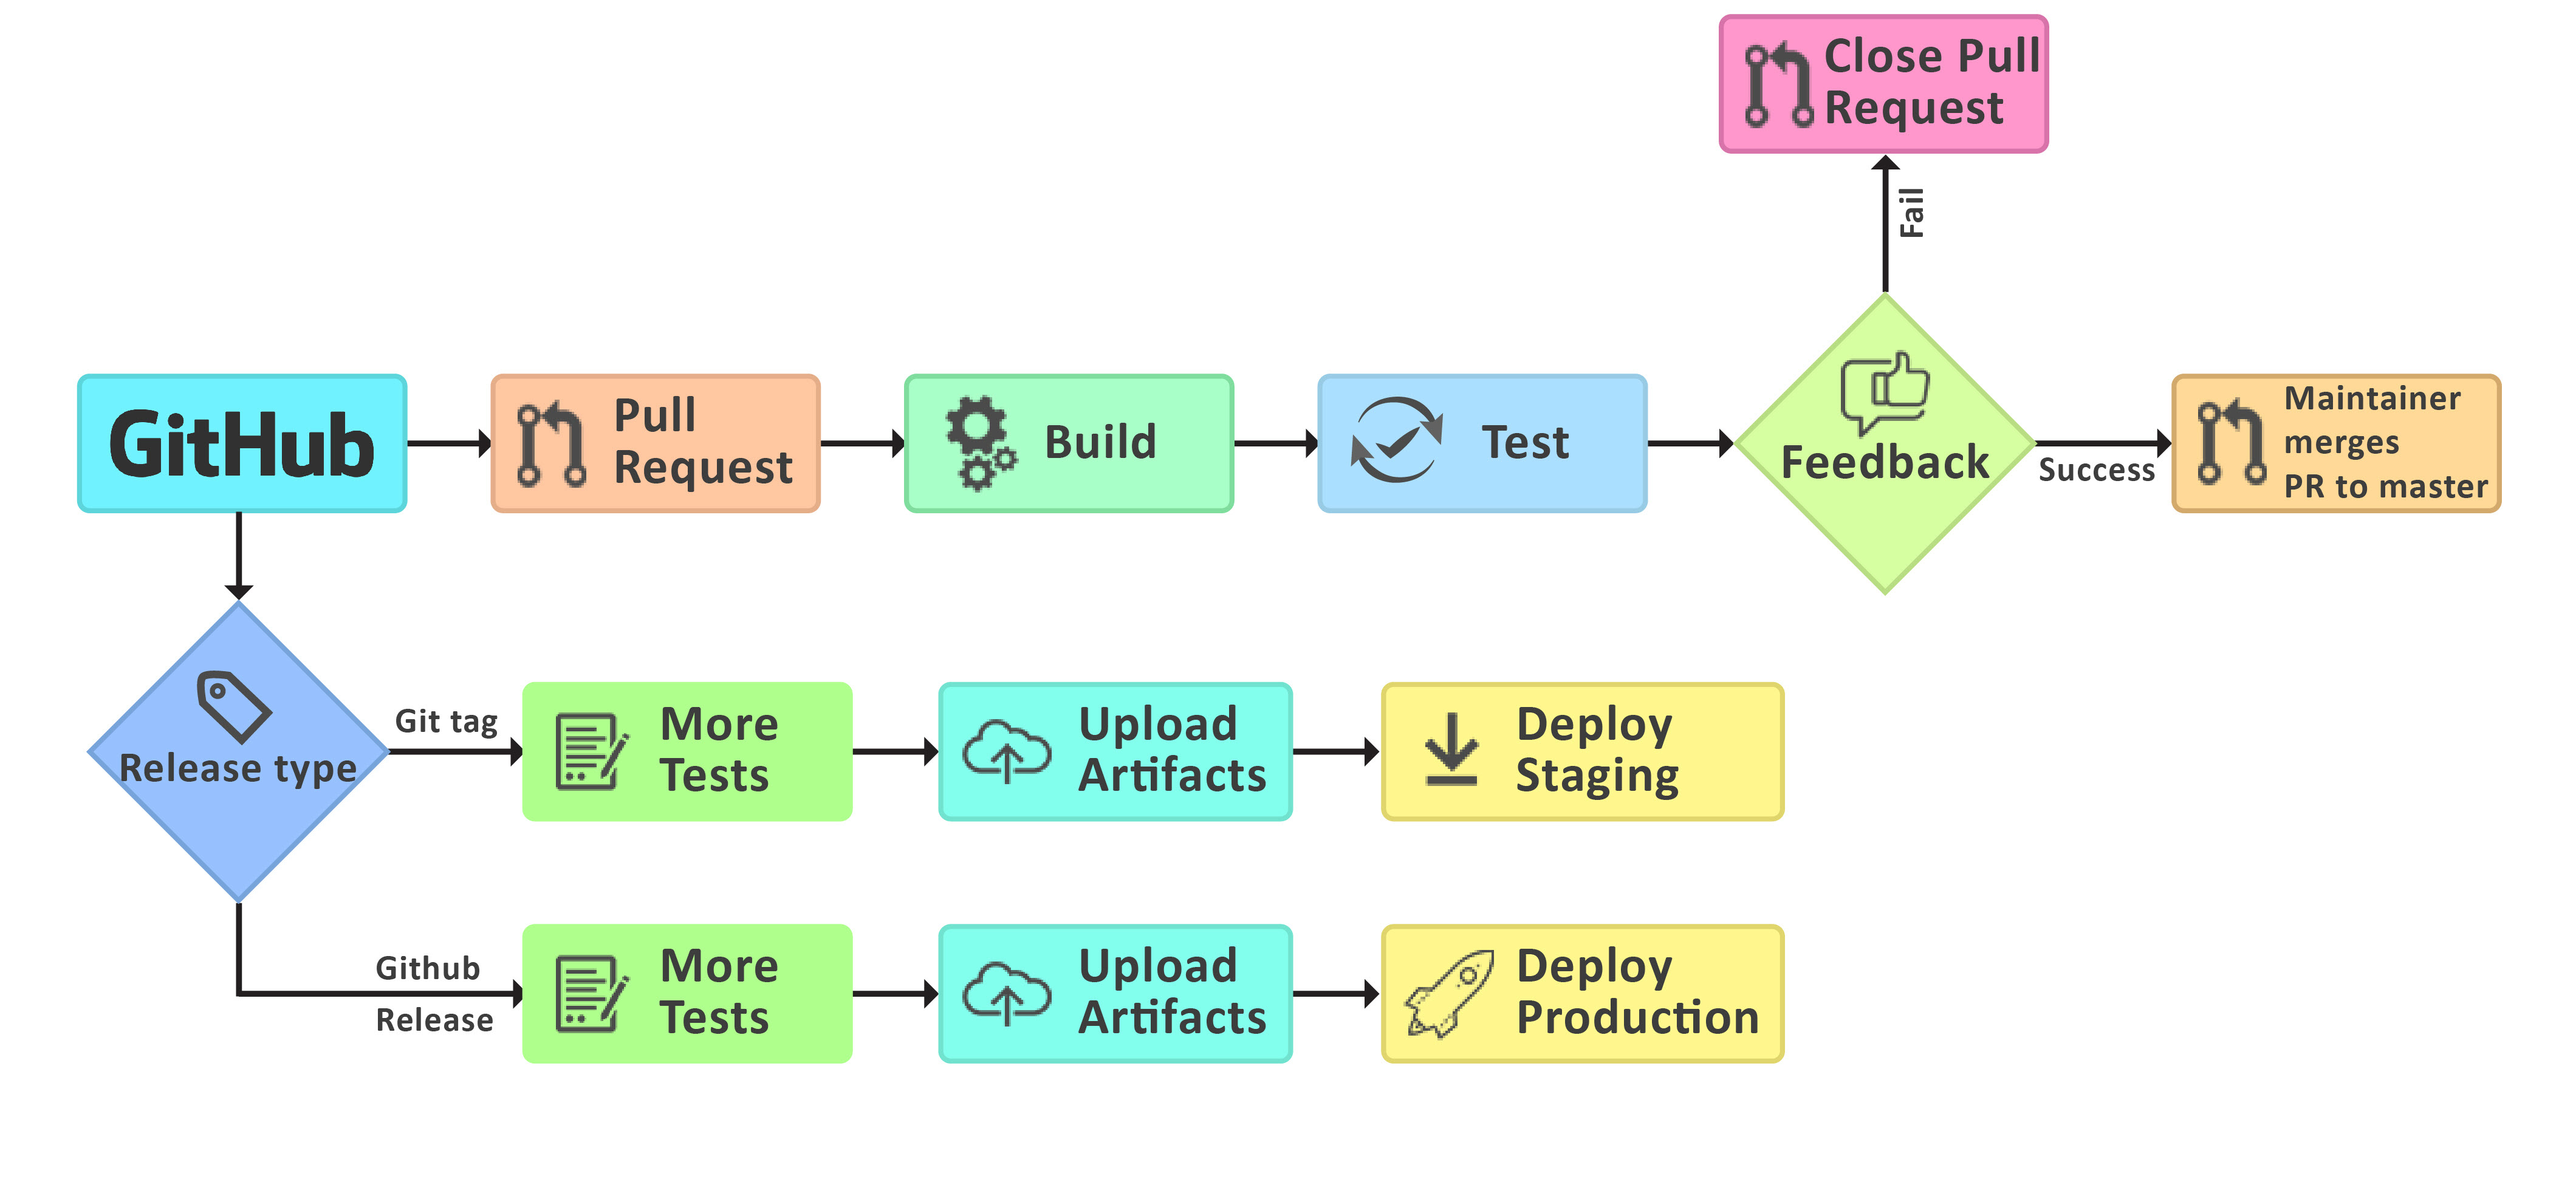 Close Pull
Request
Fail
GitHub
Pull
Request
Build
Test
Feedback
Success
Maintainer
merges
PR to master
Release type
Git tag
More
Tests
Upload
Artifacts
Deploy
Staging
Github
Release
More
Tests
Upload
Artifacts
Deploy
Production